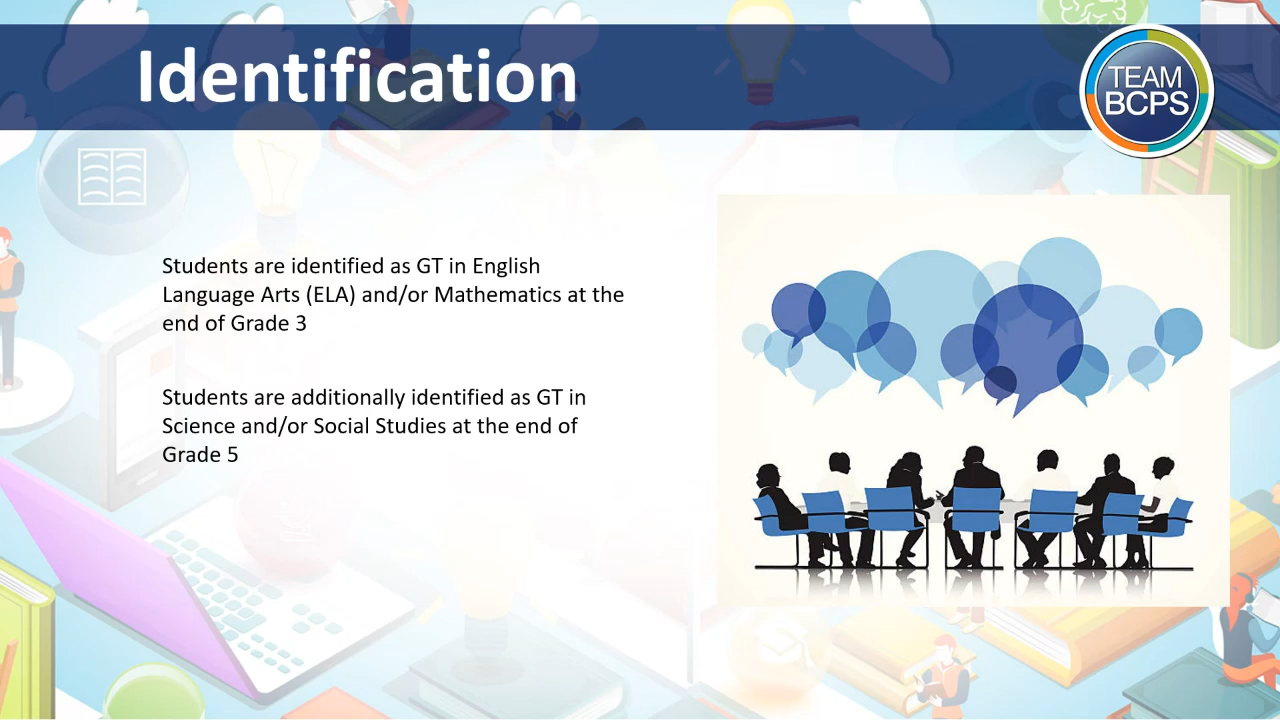 Identification
TEAM
BCPS
Students are identified as GT in English
Language Arts (ELA) and/or Mathematics at the
end of Grade 3
Students are additionally identified as GT in
Science and/or Social Studies at the end of
Grade 5